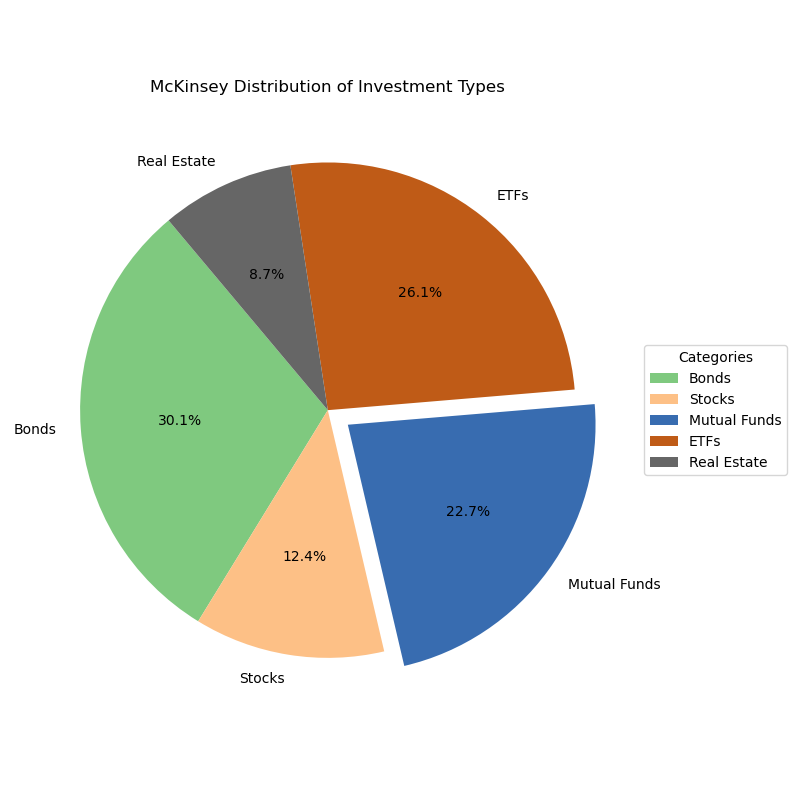 McKinsey Distribution of Investment Types
Real Estate
ETFs
8.7%
26.1%
Categories
Bonds
Stocks
Mutual Funds
ETFs
Real Estate
30.1%
Bonds
22.7%
12.4%
Mutual Funds
Stocks